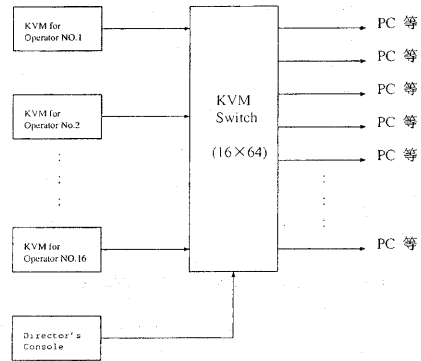 KVM for
Operator NO.1
KVM for
Operator No.2
KVM for
Operator NO.16
Director's
Console
KVM
Switch
(16×64)
PC 等
PC 等
PC 等
PC 等
PC 等
PC 等